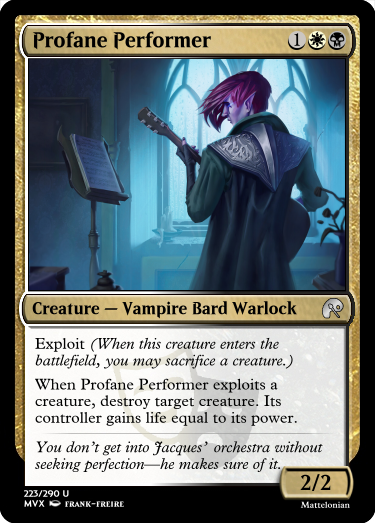 Profane Performer 1
Creature — Vampire Bard Warlock
Exploit (When this creature enters the
battlefield, you may sacrifice a creature.)
When Profane Performer exploits a
creature, destroy target creature. Its
controller gains life equal to its power.
You don't get into Jacques' orchestra without
seeking perfection—he makes sure of it.
2/2
223/290 U
MVX FRANK-FREIRE
Mattelonian